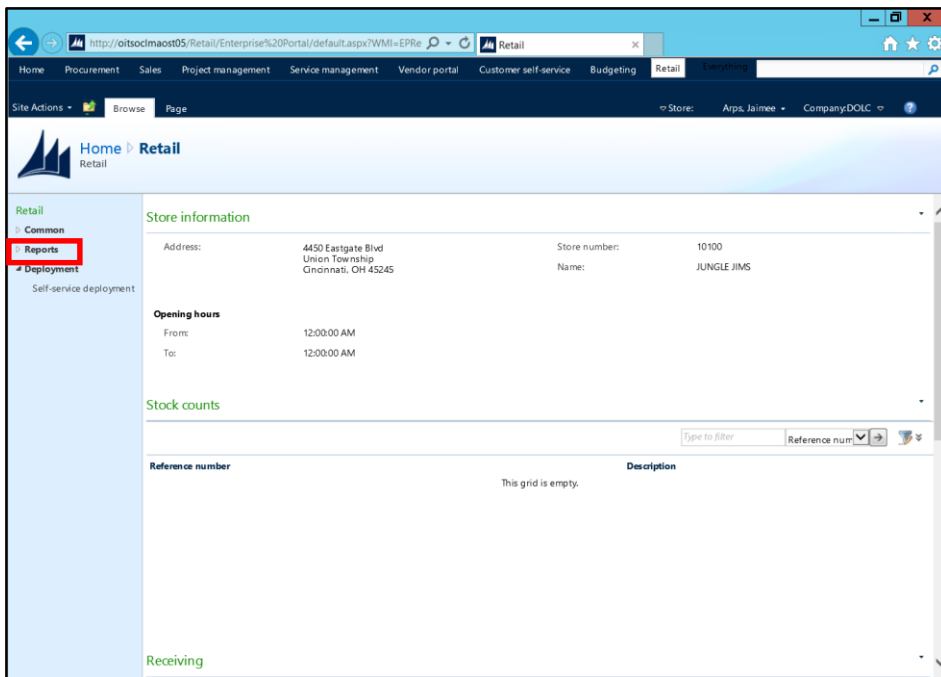 http://oitsoclmaost05/Retail/Enterprise%20Portal/default.aspx?WMI=EPRe
Retail
Home Procurement Sales Project management Service management Vendor portal Customer self-service Budgeting Retail Everything
Site Actions Browse Page Store: Arps, Jaimee Company:DOLC
Home Retail
Retail
Retail
Common
Reports
Deployment
Self-service deployment
Store information
Address: 4450 Eastgate Blvd Store number: 10100
Union Township
Cincinnati, OH 45245 Name: JUNGLE JIMS
Opening hours
From: 12:00:00 AM
To: 12:00:00 AM
Stock counts
Type to filter Reference num
Reference number Description
This grid is empty.
Receiving